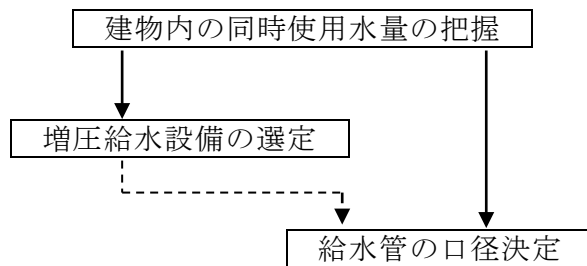 建物内の同時使用水量の把握
増圧給水設備の選定
給水管の口径決定